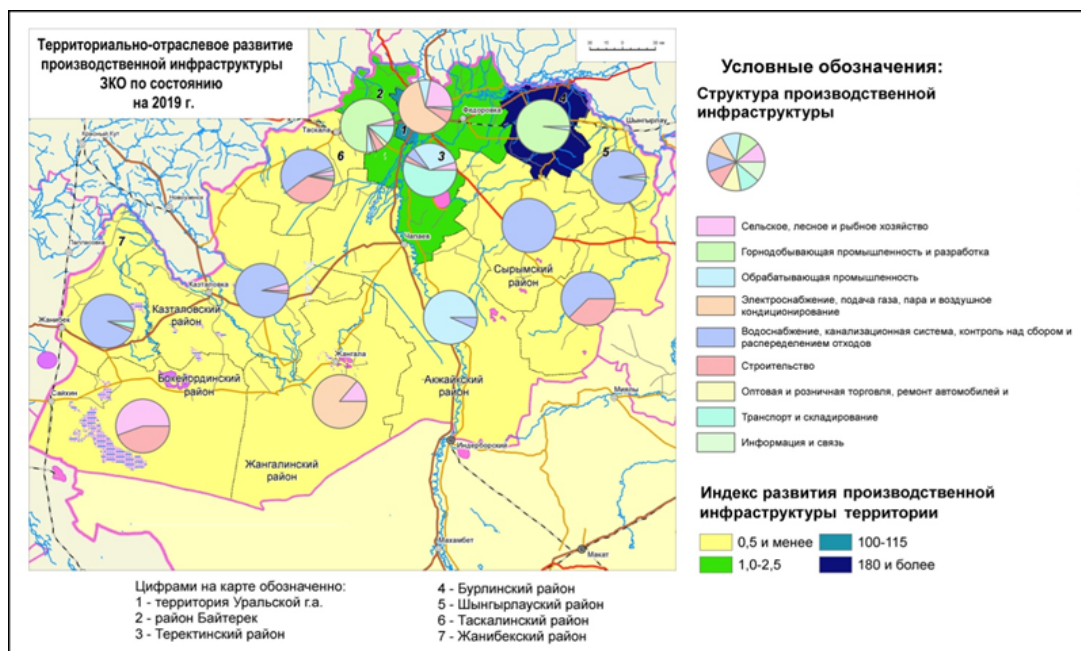 Территориально-отраслевое развитие
производственной инфраструктуры
ЗКО по состоянию
на 2019 г.
Условные обозначения:
Структура производственной
инфраструктуры
Сельское, лесное и рыбное хозяйство
Горнодобывающая промышленность и разработка
Обрабатывающая промышленность
Электроснабжение, подача газа, пара и воздушное
кондиционирование
Водоснабжение, канализационная система, контроль над сбором и
распеределением отходов
Строительство
Оптовая и розничная торговля, ремонт автомобилей и
Транспорт и складирование
Информация и связь
Индекс развития производственной
инфраструктуры территории
0,5 и менее
100-115
1,0-2,5
180 и более
Красный Кут
2
Таскала
1
Федоровка
4
Шынгырлау
6
3
5
Новоузенск
Чапаев
7
Казталовка
Сырымский
район
Казталовский
район
Жанибек
Жангала
Бокейординский
район
Акжайкский
район
Сайхин
Миялы
Индерборский
Жангалинский
район
Махамбет
Макат
Цифрами на карте обозначенно:
1 - территория Уральской г.а.
2 - район Байтерек
3 - Теректинский район
4 - Бурлинский район
5 - Шынгырлауский район
6 - Таскалинский район
7 - Жанибекский район